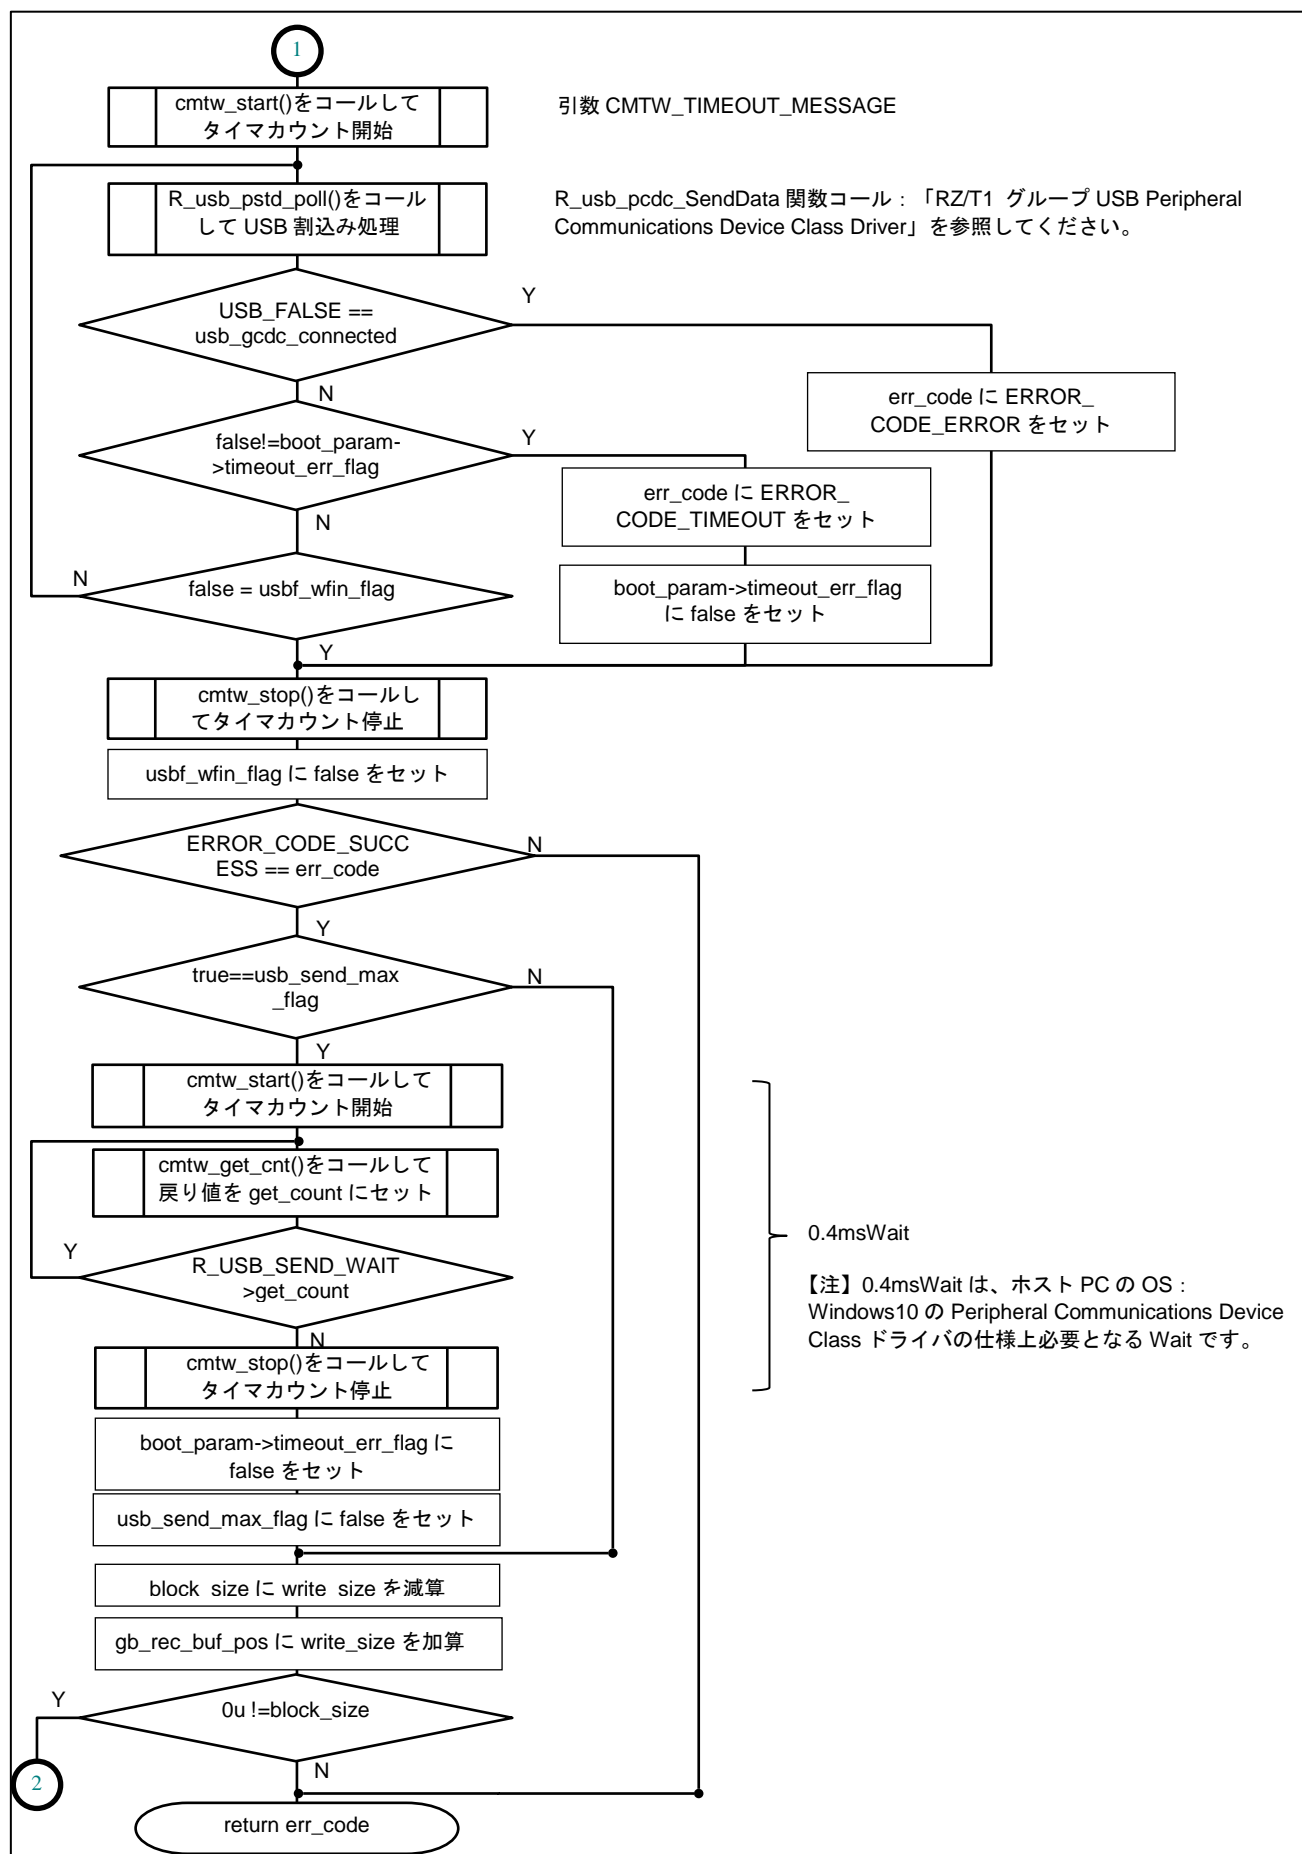 1
cmtw_start()をコールして
タイマカウント開始
引数 CMTW_TIMEOUT_MESSAGE
R_usb_pstd_poll()をコール
して USB 割込み処理
R_usb_pcdc_SendData 関数コール：「RZ/T1 グループ USB Peripheral
Communications Device Class Driver」を参照してください。
USB_FALSE ==
usb_gcdc_connected
Y
N
err_code に ERROR_
CODE_ERROR をセット
false!=boot_param-
>timeout_err_flag
Y
N
err_code に ERROR_
CODE_TIMEOUT をセット
N
false = usbf_wfin_flag
boot_param->timeout_err_flag
に false をセット
Y
cmtw_stop()をコールし
てタイマカウント停止
usbf_wfin_flag に false をセット
ERROR_CODE_SUCC
ESS == err_code
N
Y
true==usb_send_max
_flag
N
Y
cmtw_start()をコールして
タイマカウント開始
cmtw_get_cnt()をコールして
戻り値を get_count にセット
Y
R_USB_SEND_WAIT
>get_count
0.4msWait
【注】0.4msWait は、ホスト PC の OS：
Windows10 の Peripheral Communications Device
Class ドライバの仕様上必要となる Wait です。
N
cmtw_stop()をコールして
タイマカウント停止
boot_param->timeout_err_flag に
false をセット
usb_send_max_flag に false をセット
block_size に write_size を減算
gb_rec_buf_pos に write_size を加算
Y
0u !=block_size
N
2
return err_code